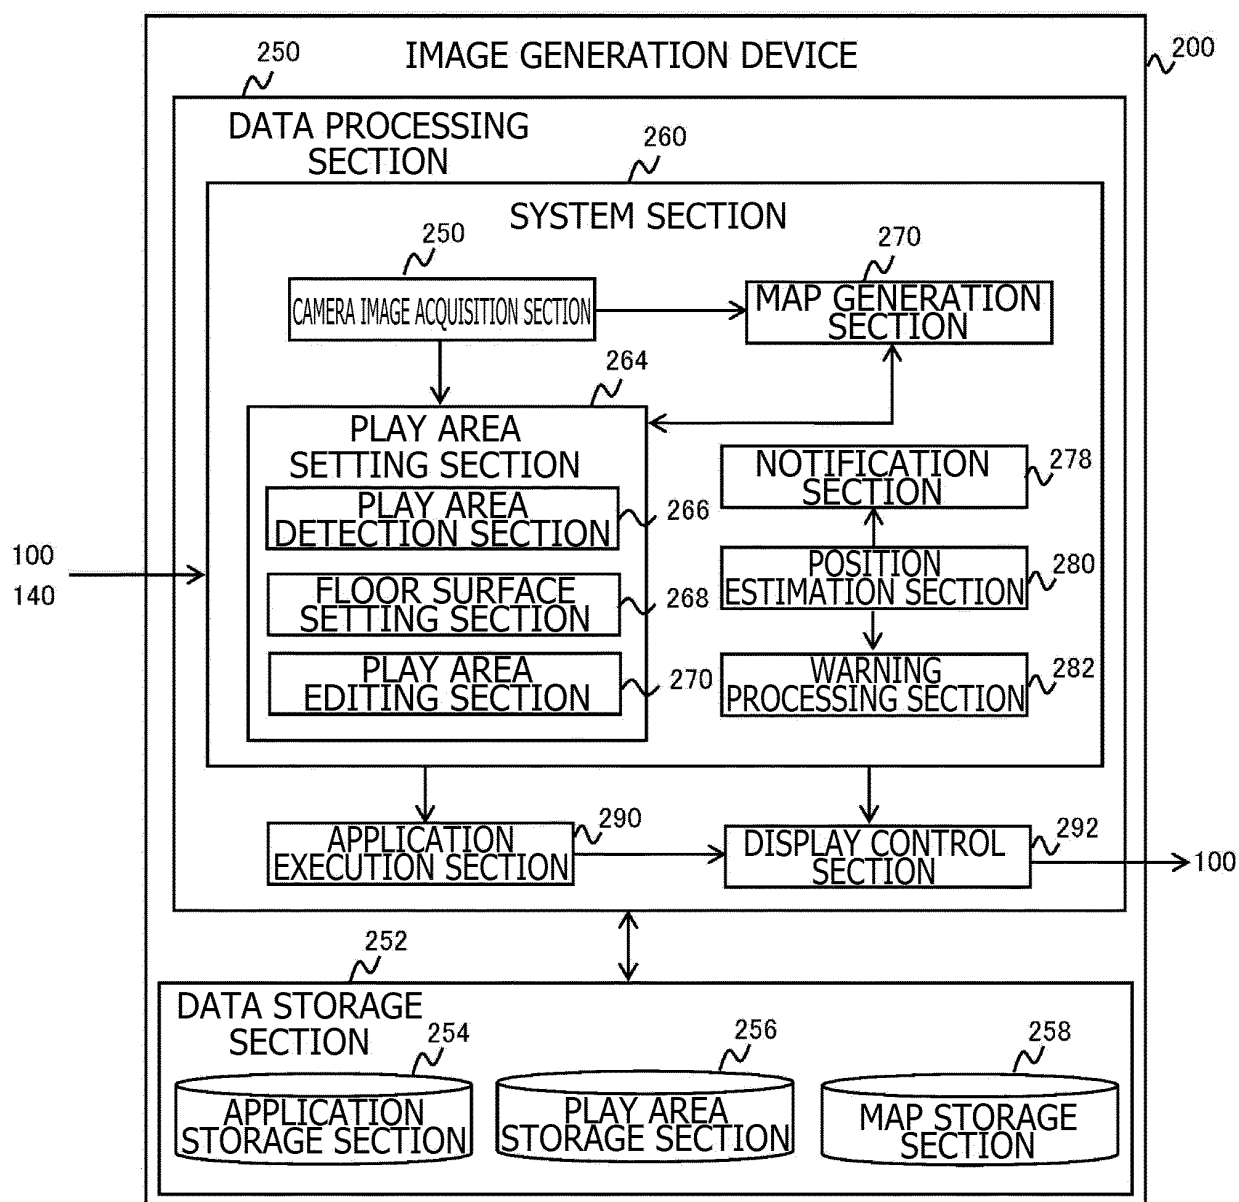 IMAGE GENERATION DEVICE
200
250
DATA PROCESSING
SECTION
260
SYSTEM SECTION
250
CAMERA IMAGE ACQUISITION SECTION
270
MAP GENERATION
SECTION
264
PLAY AREA
SETTING SECTION
PLAY AREA
DETECTION SECTION
266
FLOOR SURFACE
SETTING SECTION
268
PLAY AREA
EDITING SECTION
270
NOTIFICATION
SECTION
278
POSITION
ESTIMATION SECTION
280
WARNING
PROCESSING SECTION
282
100
140
APPLICATION
EXECUTION SECTION
290
DISPLAY CONTROL
SECTION
292
100
252
DATA STORAGE
SECTION
254
APPLICATION
STORAGE SECTION
256
PLAY AREA
STORAGE SECTION
258
MAP STORAGE
SECTION